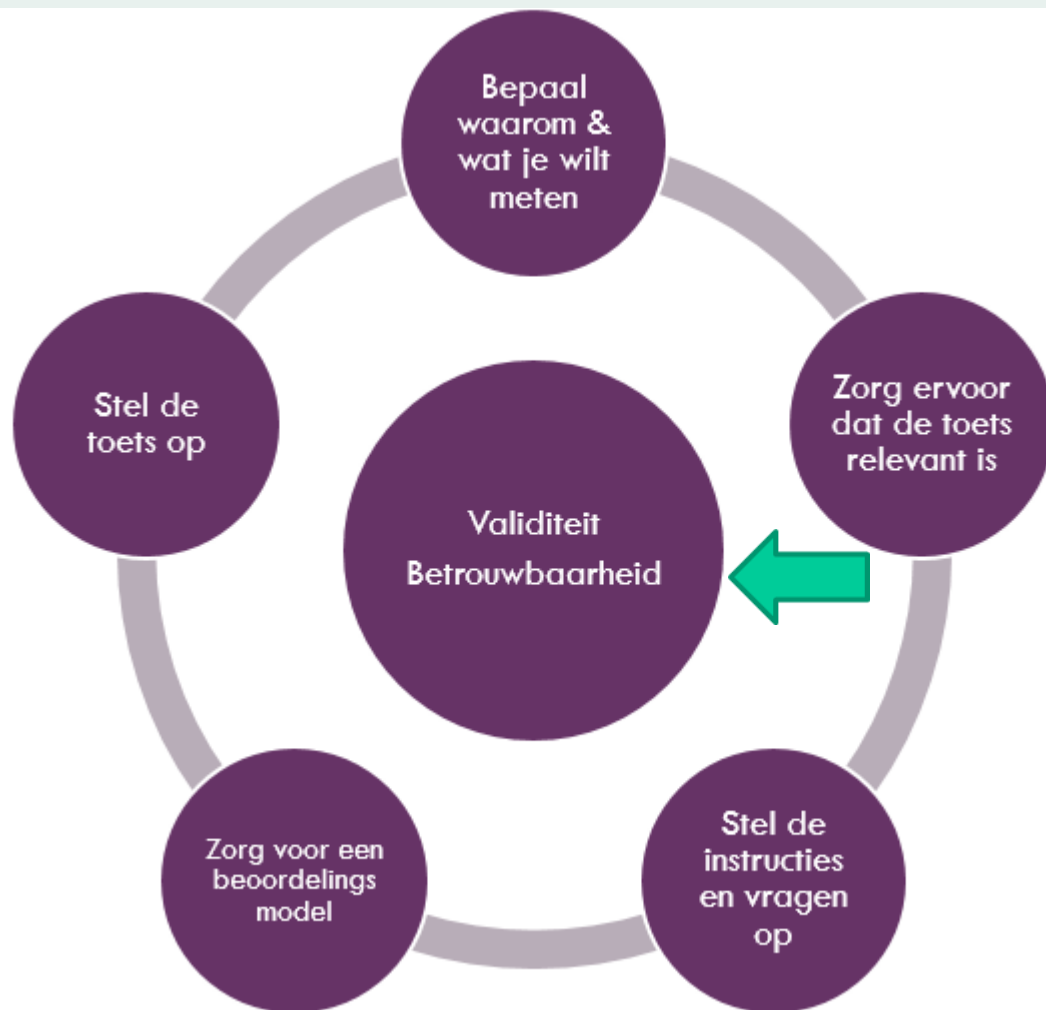 Bepaal
waarom &
wat je wilt
meten
Zorg ervoor
dat de toets
relevant is
Stel de
instructies
en vragen
op
Zorg voor een
beoordelings
model
Stel de
toets op
Validiteit
Betrouwbaarheid